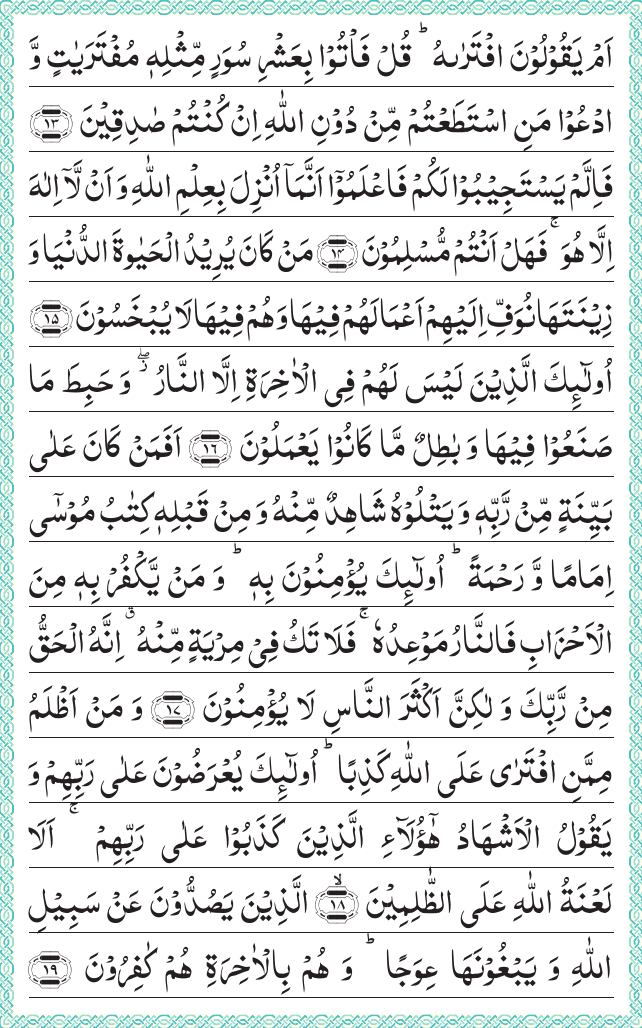 اَمْ يَقُوْلُوْنَ افْتَرٰىهُ ؕ قُلْ فَاْتُوْا بِعَشْرِ سُوَرٍ مِّثْلِهٖ مُفْتَرَيٰتٍ وَّ
ادْعُوْا مَنِ اسْتَطَعْتُمْ مِّنْ دُوْنِ اللّٰهِ اِنْ كُنْتُمْ صٰدِقِيْنَ ﴿۱۳﴾
فَاِلَّمْ يَسْتَجِيْبُوْا لَكُمْ فَاعْلَمُوْۤا اَنَّمَاۤ اُنْزِلَ بِعِلْمِ اللّٰهِ وَ اَنْ لَّاۤ اِلٰهَ
اِلَّا هُوَ ۚ فَهَلْ اَنْتُمْ مُّسْلِمُوْنَ ﴿۱۴﴾ مَنْ كَانَ يُرِيْدُ الْحَيٰوةَ الدُّنْيَا وَ
زِيْنَتَهَا نُوَفِّ اِلَيْهِمْ اَعْمَالَهُمْ فِيْهَا وَ هُمْ فِيْهَا لَا يُبْخَسُوْنَ ﴿۱۵﴾
اُولٰٓئِكَ الَّذِيْنَ لَيْسَ لَهُمْ فِي الْاٰخِرَةِ اِلَّا النَّارُ ۖؗ وَ حَبِطَ مَا
صَنَعُوْا فِيْهَا وَ بٰطِلٌ مَّا كَانُوْا يَعْمَلُوْنَ ﴿۱۶﴾ اَفَمَنْ كَانَ عَلٰى
بَيِّنَةٍ مِّنْ رَّبِّهٖ وَ يَتْلُوْهُ شَاهِدٌ مِّنْهُ وَ مِنْ قَبْلِهٖ كِتٰبُ مُوْسٰۤى
اِمَامًا وَّ رَحْمَةً ؕ اُولٰٓئِكَ يُؤْمِنُوْنَ بِهٖ ؕ وَ مَنْ يَّكْفُرْ بِهٖ مِنَ
الْاَحْزَابِ فَالنَّارُ مَوْعِدُهٗ ۚ فَلَا تَكُ فِيْ مِرْيَةٍ مِّنْهُ ۗ اِنَّهُ الْحَقُّ
مِنْ رَّبِّكَ وَ لٰكِنَّ اَكْثَرَ النَّاسِ لَا يُؤْمِنُوْنَ ﴿۱۷﴾ وَ مَنْ اَظْلَمُ
مِمَّنِ افْتَرٰى عَلَى اللّٰهِ كَذِبًا ؕ اُولٰٓئِكَ يُعْرَضُوْنَ عَلٰى رَبِّهِمْ وَ
يَقُوْلُ الْاَشْهَادُ هٰۤؤُلَآءِ الَّذِيْنَ كَذَبُوْا عَلٰى رَبِّهِمْ ۚ اَلَا
لَعْنَةُ اللّٰهِ عَلَى الظّٰلِمِيْنَ ﴿۱۸﴾ۙ الَّذِيْنَ يَصُدُّوْنَ عَنْ سَبِيْلِ
اللّٰهِ وَ يَبْغُوْنَهَا عِوَجًا ؕ وَ هُمْ بِالْاٰخِرَةِ هُمْ كٰفِرُوْنَ ﴿۱۹﴾